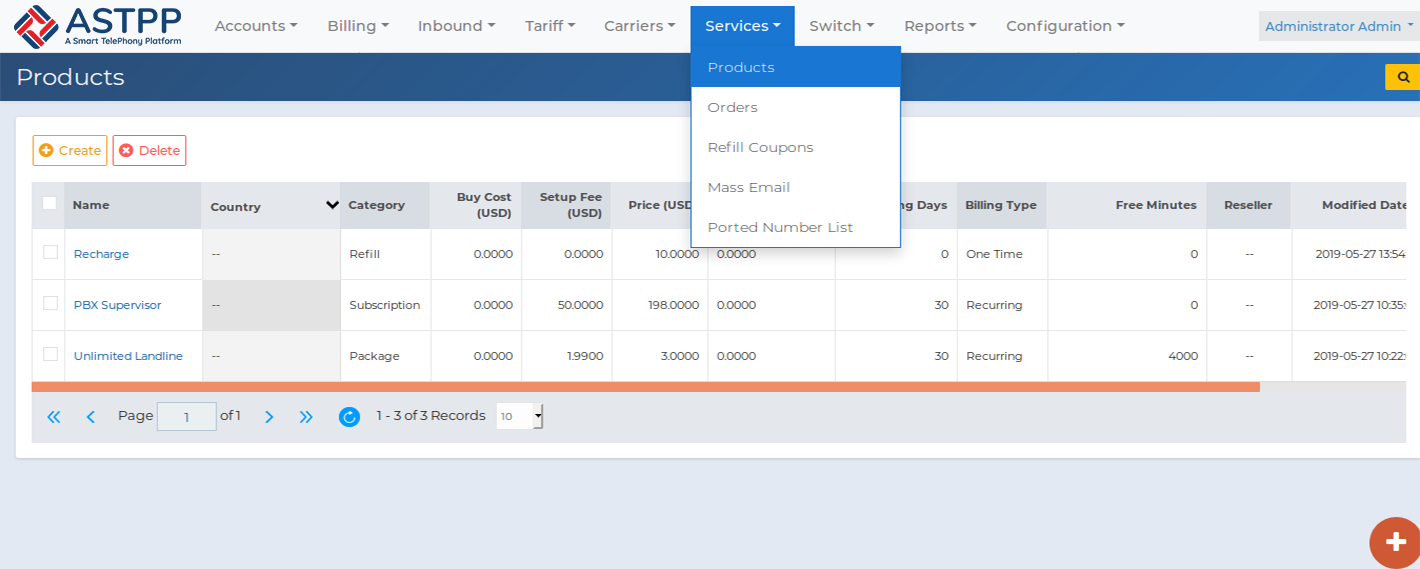 ASTPP
A Smart TelePhony Platform
Accounts Billing Inbound Tariff Carriers Services Switch Reports Configuration Administrator Admin
Products
Products
Orders
Refill Coupons
Mass Email
Ported Number List
Create Delete
Name Country Category Buy Cost (USD) Setup Fee (USD) Price (USD ng Days Billing Type Free Minutes Reseller Modified Date
Recharge -- Refill 0.0000 0.0000 10.0000 0.0000 0 One Time 0 -- 2019-05-27 13:54:
PBX Supervisor -- Subscription 0.0000 50.0000 198.0000 0.0000 30 Recurring 0 -- 2019-05-27 10:35:
Unlimited Landline -- Package 0.0000 1.9900 3.0000 0.0000 30 Recurring 4000 -- 2019-05-27 10:22:
Page 1 of 1 1 - 3 of 3 Records 10